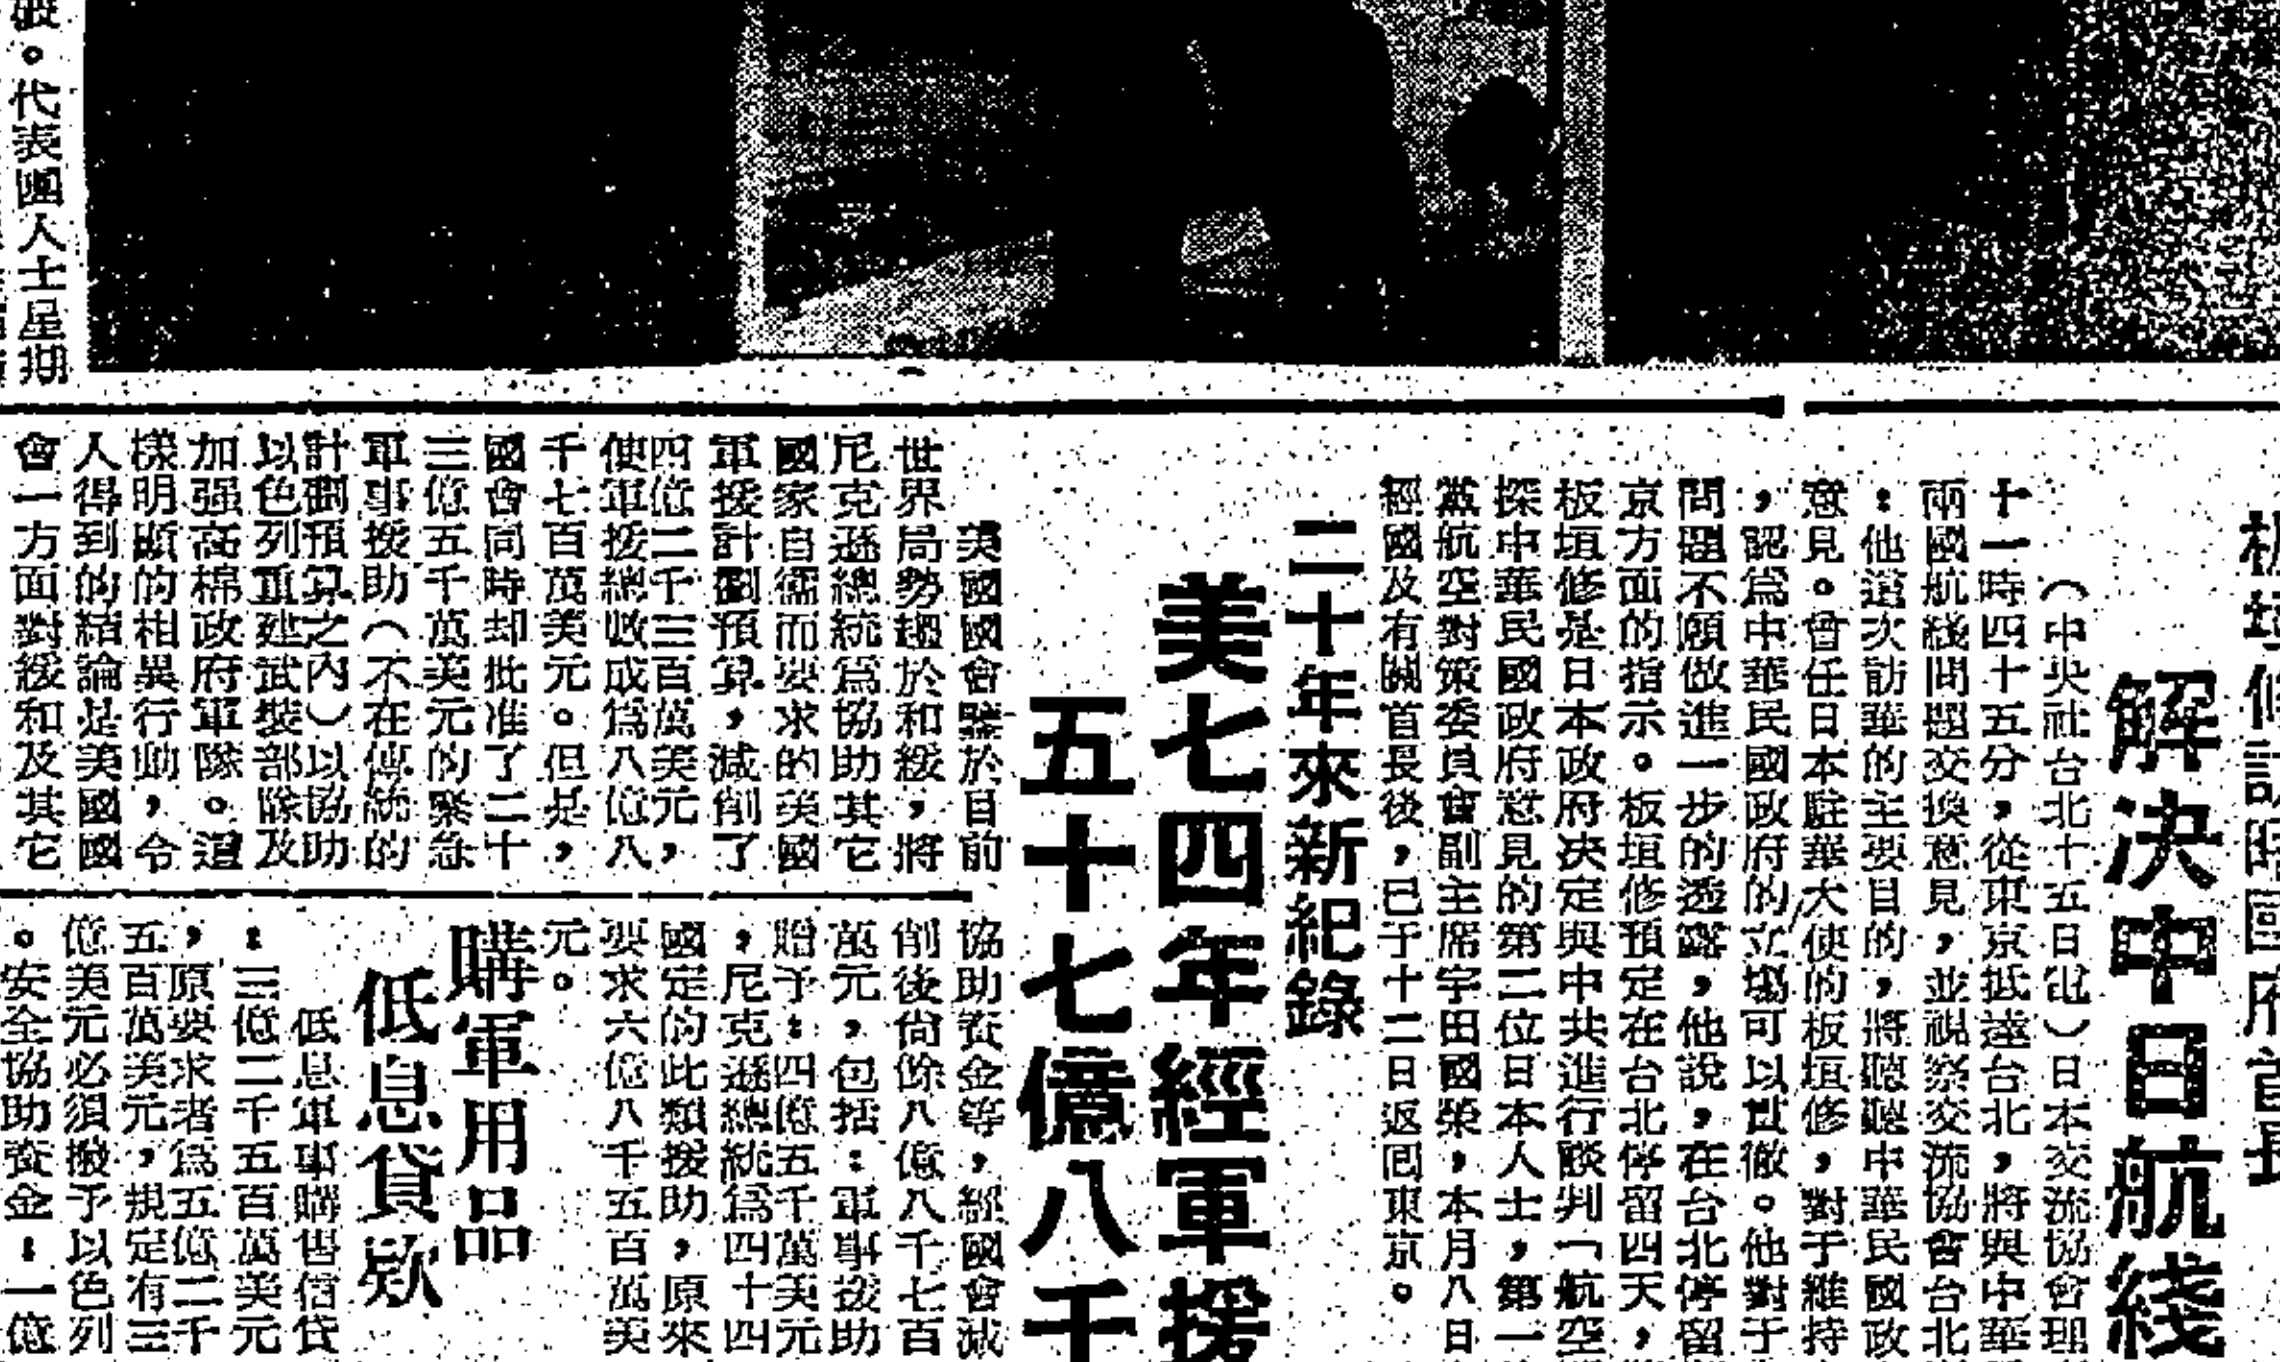 解決中日航綫
(中央社台北十五日電)日本交流協會理
十一時四十五分,從東京抵達台北,將與中華
兩國航綫問題交換意見,並視察交流協會台北
:他這次訪華的主要目的,將聽聽中華民國政
意見。曾任日本駐華大使的板垣修,對于維持
,認爲中華民國政府的立塲可以貫徹。他對于
問題不願做進一步的透露,他說,在台北停留
京方面的指示。板垣修預定在台北停留四天,
板垣修是日本政府决定與中共進行談判「航空
探中華民國政府意見的第二位日本人士,第一
黨航空對策委員會副主席宇田國榮,本月八日
經國及有關首長後,已于十二日返囘東京。
二十年來新紀錄
美七四年經軍援
五十七億八千
美國國會鑒於目前
世界局勢趨於和緩,將
尼克遜總統爲協助其它
國家自衞而要求的美國
軍援計劃預算,減削了
四億二千三百萬美元,
使軍援總數成爲八億八
千七百萬美元。但是,
國會同時却批准了二十
三億五千萬美元的緊急
軍事援助(不在傳統的
計劃預算之內)以協助
以色列重建武裝部隊及
加强高棉政府軍隊。這
樣明顯的相異行動,令
人得到的結論是美國國
會一方面對緩和及其它
協助資金等,經國會減
削後尙餘八億八千七百
萬元,包括:軍事援助
贈予:四億五千萬美元
,尼克遜總統爲四十四
國定的此類援助,原來
要求六億八千五百萬美
元。
購軍用品
低息貸欵
低息軍事購售信貸
:三億二千五百萬美元
,原要求者爲五億二千
五百萬美元,規定有三
億美元必須撥予以色列
。安全協助資金:一億
代表團人士星期